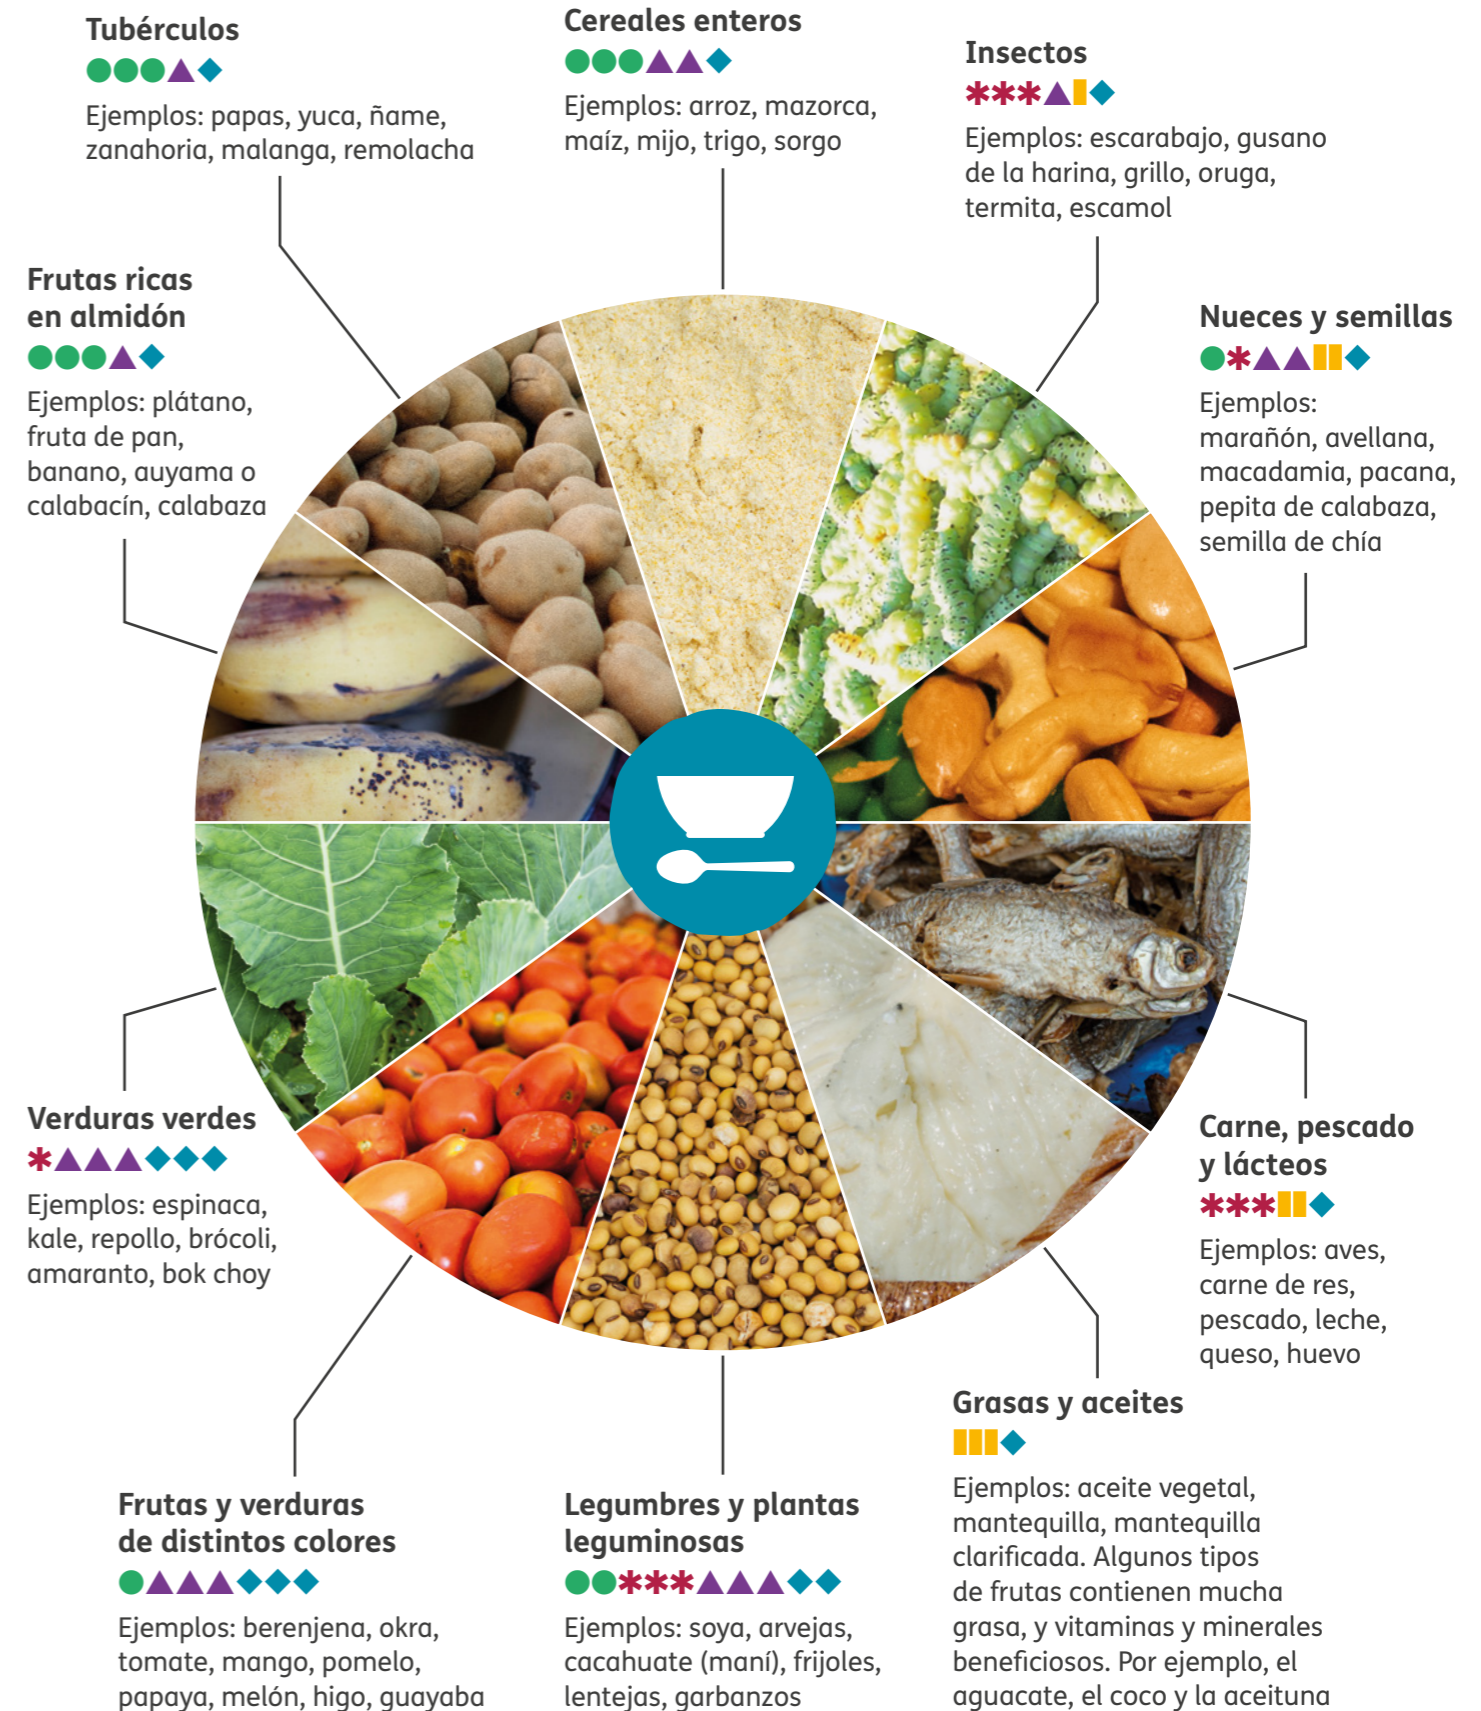 Tubérculos
Ejemplos: papas, yuca, ñame,
zanahoria, malanga, remolacha
Cereales enteros
Ejemplos: arroz, mazorca,
maíz, mijo, trigo, sorgo
Insectos
Ejemplos: escarabajo, gusano
de la harina, grillo, oruga,
termita, escamol
Frutas ricas
en almidón
Ejemplos: plátano,
fruta de pan,
banano, auyama o
calabacín, calabaza
Nueces y semillas
Ejemplos:
marañón, avellana,
macadamia, pacana,
pepita de calabaza,
semilla de chía
Verduras verdes
Ejemplos: espinaca,
kale, repollo, brócoli,
amaranto, bok choy
Carne, pescado
y lácteos
Ejemplos: aves,
carne de res,
pescado, leche,
queso, huevo
Frutas y verduras
de distintos colores
Ejemplos: berenjena, okra,
tomate, mango, pomelo,
papaya, melón, higo, guayaba
Legumbres y plantas
leguminosas
Ejemplos: soya, arvejas,
cacahuate (maní), frijoles,
lentejas, garbanzos
Grasas y aceites
Ejemplos: aceite vegetal,
mantequilla, mantequilla
clarificada. Algunos tipos
de frutas contienen mucha
grasa, y vitaminas y minerales
beneficiosos. Por ejemplo, el
aguacate, el coco y la aceituna